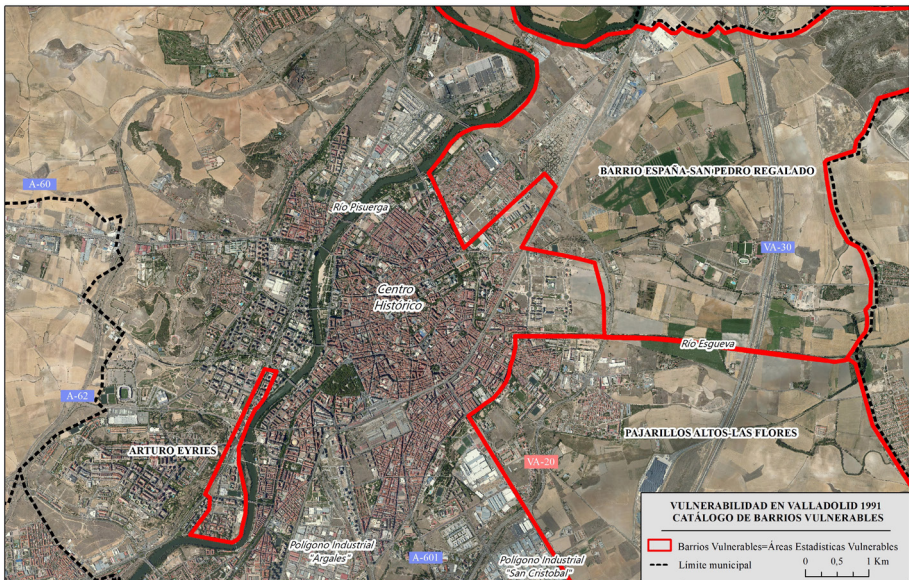 BARRIO ESPAÑA-SAN PEDRO REGALADO
A-60
Río Pisuerga
VA-30
Centro
Histórico
Río Esgueva
A-62
PAJARILLOS ALTOS-LAS FLORES
ARTURO EYRIES
VA-20
Polígono Industrial
"Argales"
A-601
Polígono Industrial
"San Cristobal"
VULNERABILIDAD EN VALLADOLID 1991
CATÁLOGO DE BARRIOS VULNERABLES
Barrios Vulnerables=Áreas Estadísticas Vulnerables
Límite municipal
0 0,5 1 Km